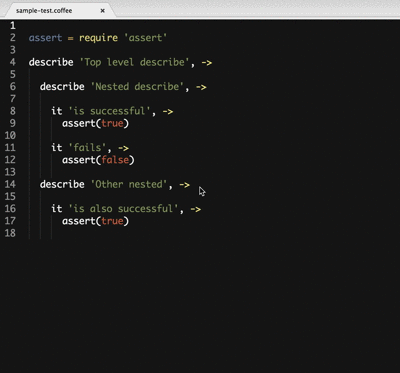 sample-test.coffee ×
1
2 assert = require 'assert'
3
4 describe 'Top level describe', ->
5
6   describe 'Nested describe', ->
7
8     it 'is successful', ->
9       assert(true)
10
11     it 'fails', ->
12       assert(false)
13
14   describe 'Other nested', ->
15
16     it 'is also successful', ->
17       assert(true)
18